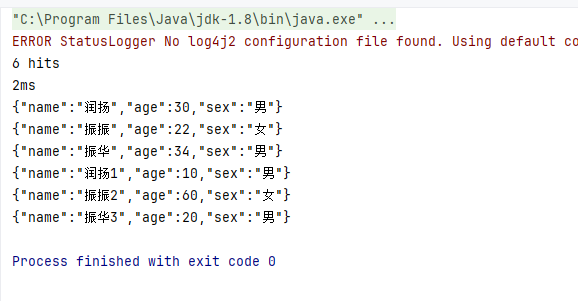 "C:\Program Files\Java\jdk-1.8\bin\java.exe" ...
ERROR StatusLogger No log4j2 configuration file found. Using default co
6 hits
2ms
{"name":"润扬","age":30,"sex":"男"}
{"name":"振振","age":22,"sex":"女"}
{"name":"振华","age":34,"sex":"男"}
{"name":"润扬1","age":10,"sex":"男"}
{"name":"振振2","age":60,"sex":"女"}
{"name":"振华3","age":20,"sex":"男"}
Process finished with exit code 0